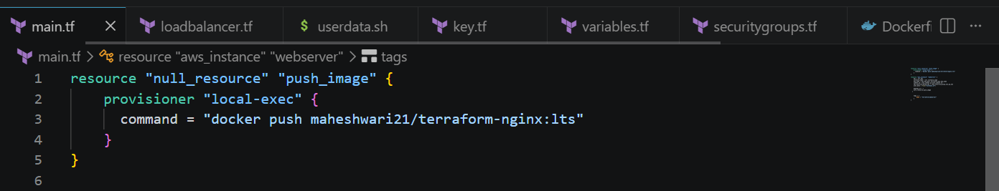 main.tf loadbalancer.tf $ userdata.sh key.tf variables.tf securitygroups.tf Dockerfi ···
main.tf > resource "aws_instance" "webserver" > tags
1 resource "null_resource" "push_image" {
2 provisioner "local-exec" {
3 command = "docker push maheshwari21/terraform-nginx:lts"
4 }
5 }
6